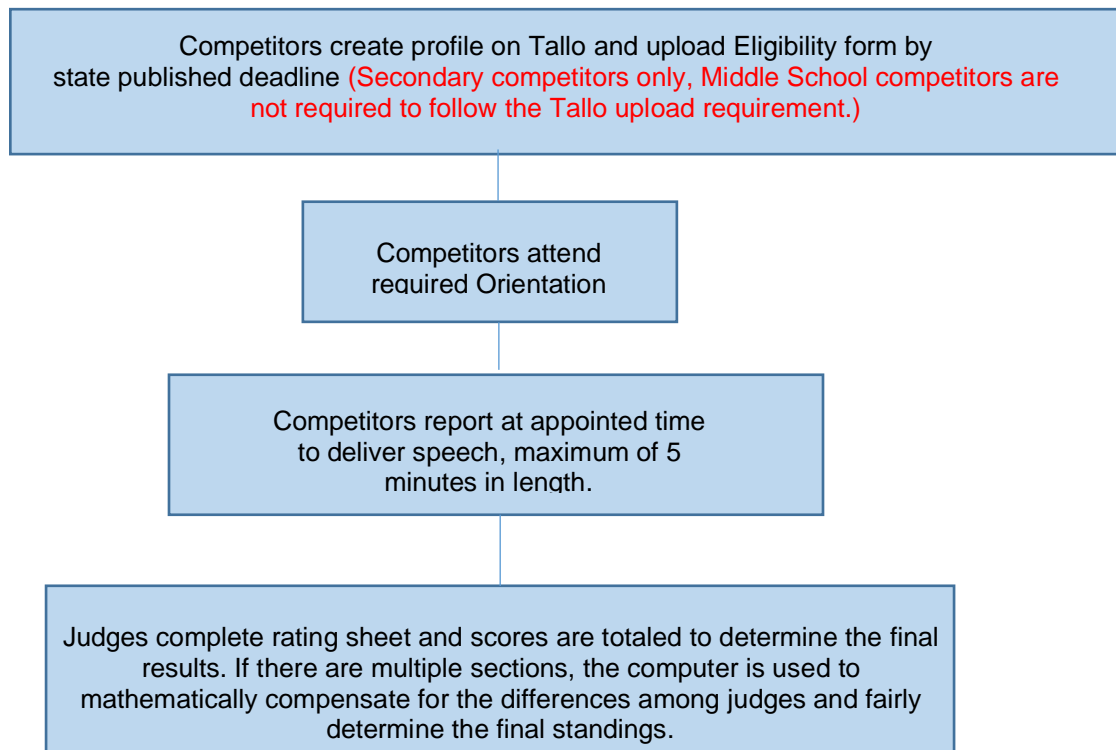 Competitors create profile on Tallo and upload Eligibility form by
state published deadline (Secondary competitors only, Middle School competitors are
not required to follow the Tallo upload requirement.)
Competitors attend
required Orientation
Competitors report at appointed time
to deliver speech, maximum of 5
minutes in length.
Judges complete rating sheet and scores are totaled to determine the final
results. If there are multiple sections, the computer is used to
mathematically compensate for the differences among judges and fairly
determine the final standings.